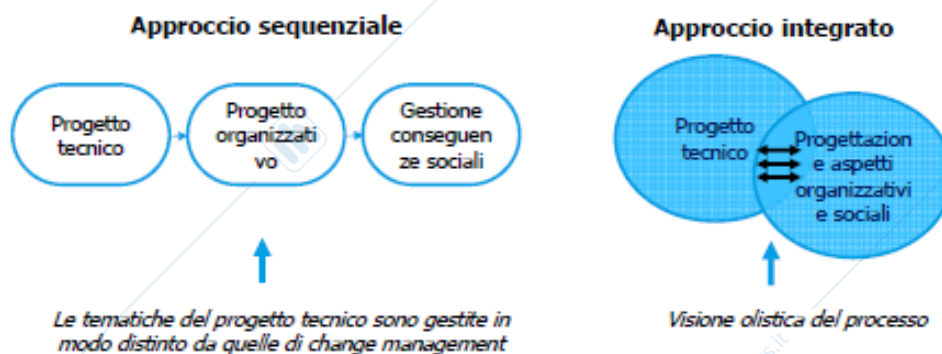 Approccio sequenziale
Progetto
tecnico
Progetto
organizzati
vo
Gestione
conseguen
ze sociali
Le tematiche del progetto tecnico sono gestite in
modo distinto da quelle di change management
Approccio integrato
Progetto
tecnico
Progettazion
e aspetti
organizzativi
e sociali
Visione olistica del processo
s.it